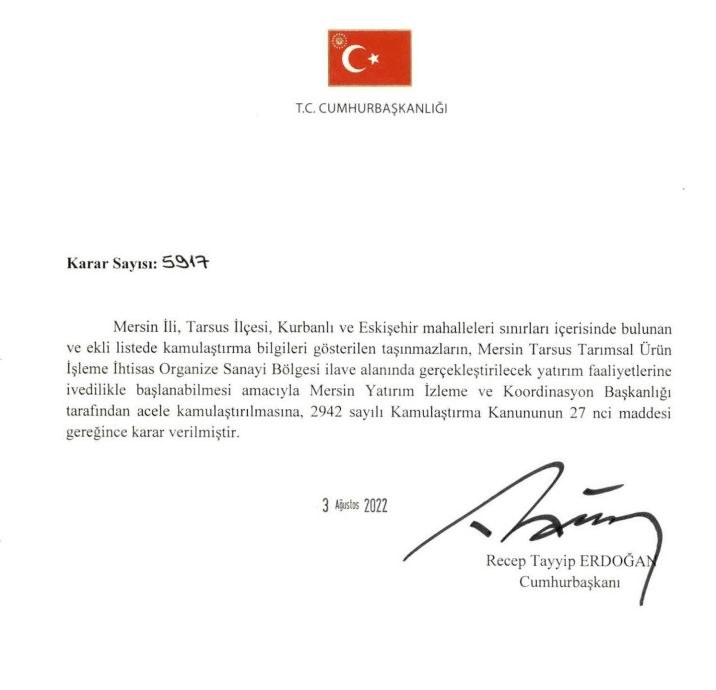 T.C. CUMHURBAŞKANLIĞI
Karar Sayısı: 5917
Mersin İli, Tarsus İlçesi, Kurbanlı ve Eskişehir mahalleleri sınırları içerisinde bulunan
ve ekli listede kamulaştırma bilgileri gösterilen taşınmazların, Mersin Tarsus Tarımsal Ürün
İşleme İhtisas Organize Sanayi Bölgesi ilave alanında gerçekleştirilecek yatırım faaliyetlerine
ivedilikle başlanabilmesi amacıyla Mersin Yatırım İzleme ve Koordinasyon Başkanlığı
tarafından acele kamulaştırılmasına, 2942 sayılı Kamulaştırma Kanununun 27 nci maddesi
gereğince karar verilmiştir.
3 Ağustos 2022
Recep Tayyip ERDOĞAN
Cumhurbaşkanı